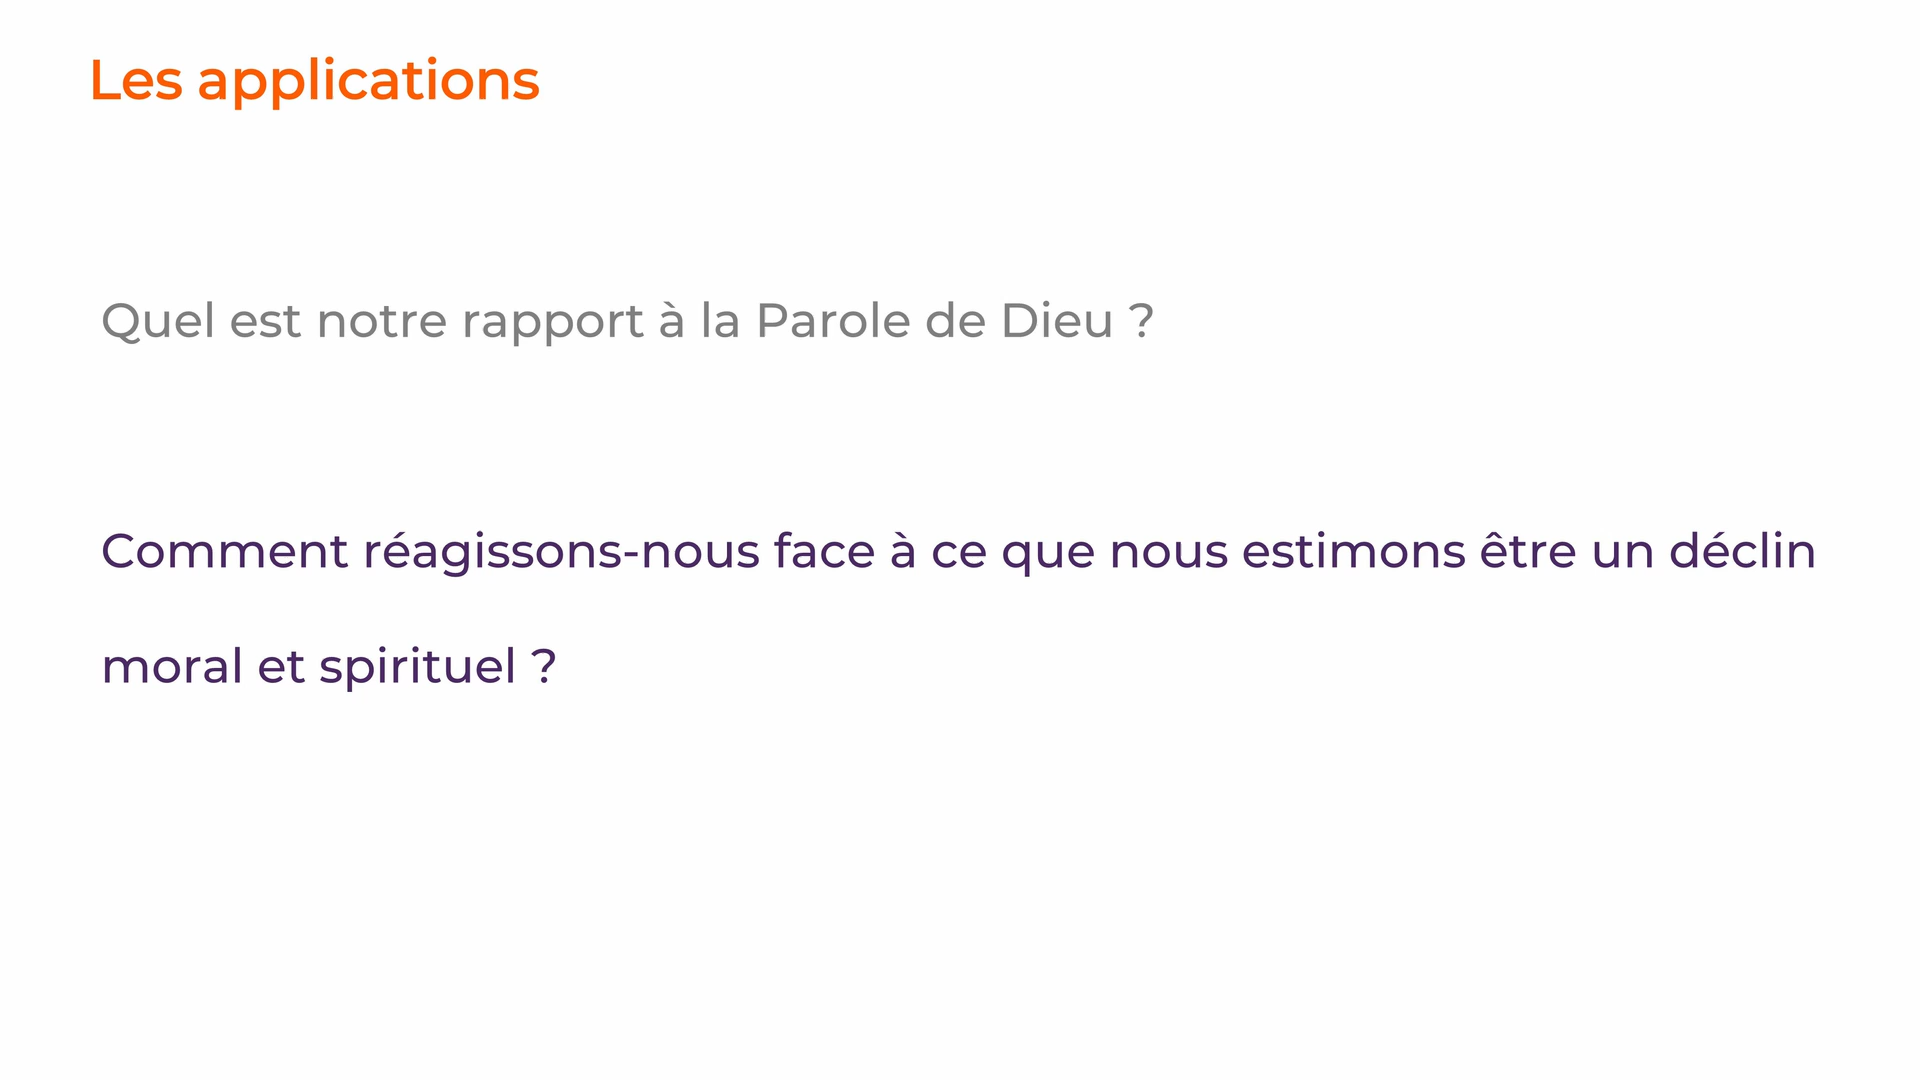 Les applications
Quel est notre rapport à la Parole de Dieu ?
Comment réagissons-nous face à ce que nous estimons être un déclin
moral et spirituel ?